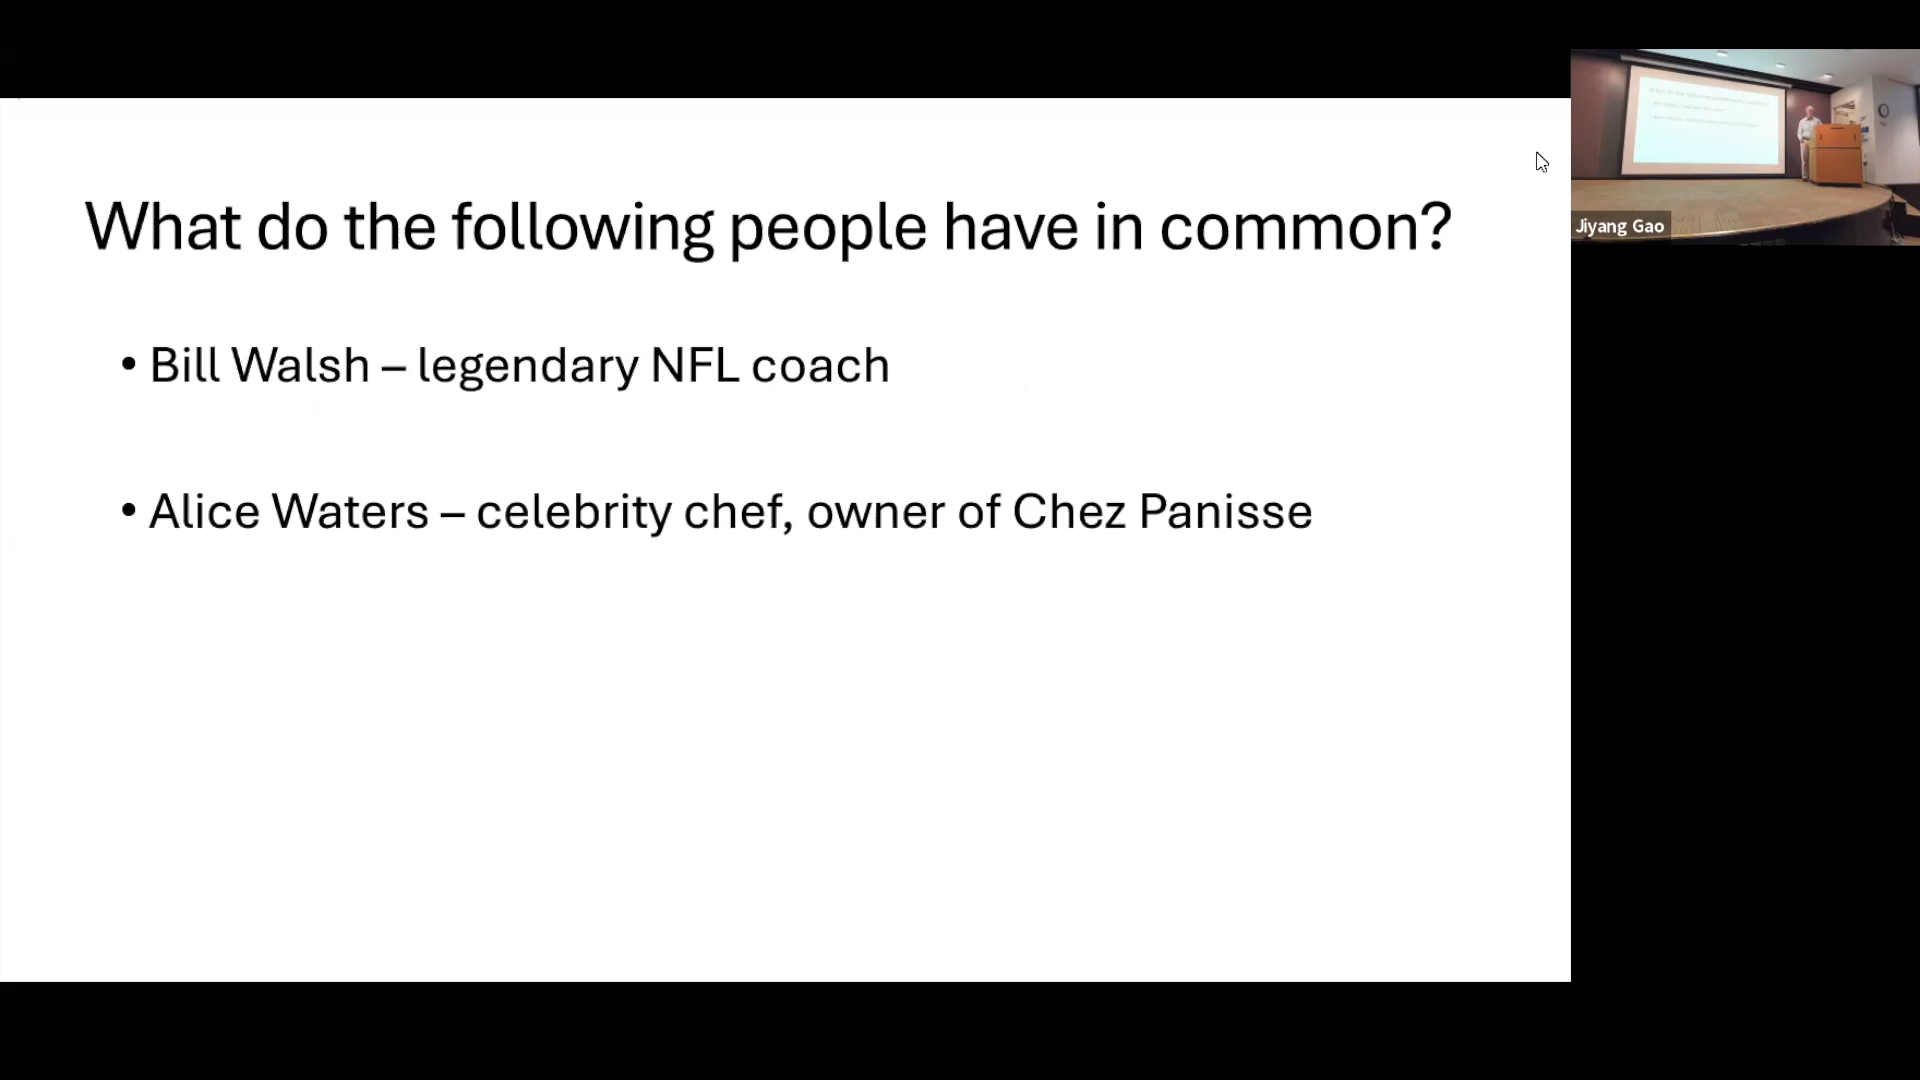 What do the following people have in common?
• Bill Walsh – legendary NFL coach
• Alice Waters – celebrity chef, owner of Chez Panisse
Jiyang Gao